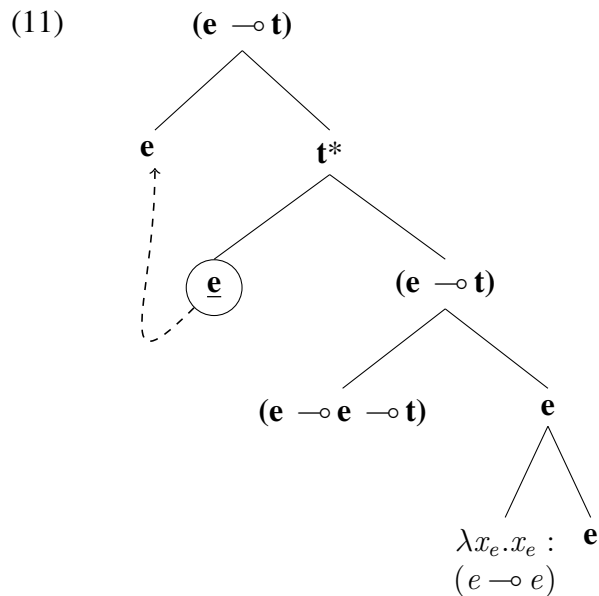 (11) (e ⊸ t)
e t*
e (e ⊸ t)
(e ⊸ e ⊸ t) e
λx_e.x_e : e
(e ⊸ e)